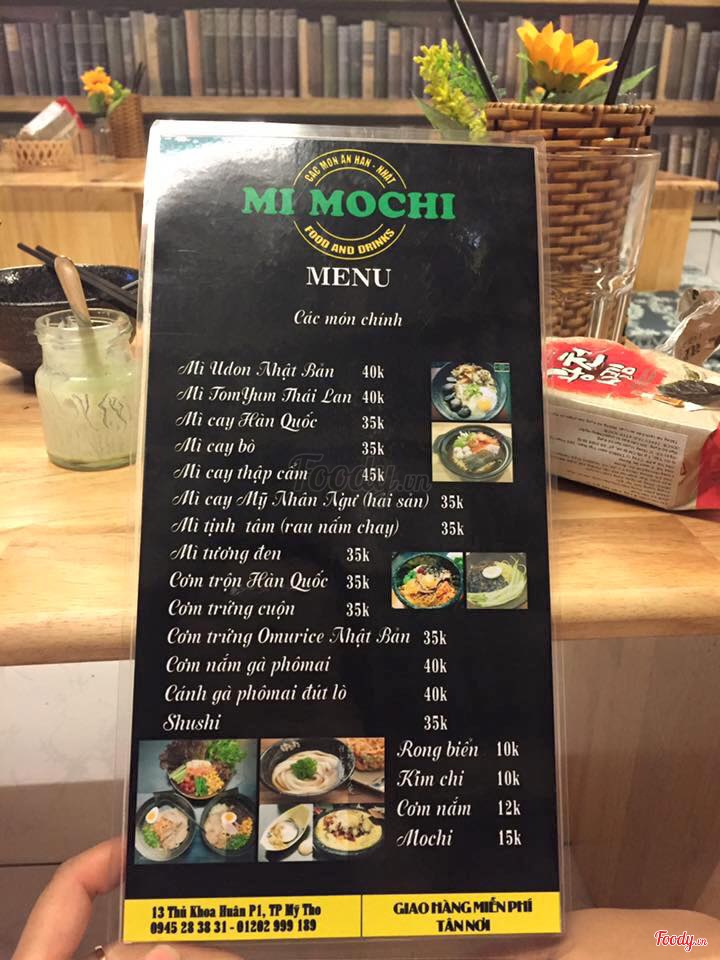 CÁC MÓN ĂN HÀN - NHẬT
MI MOCHI
FOOD AND DRINKS
MENU
Các món chính
Mì Udon Nhật Bản 40k
Mì TomYum Thái Lan 40k
Mì cay Hàn Quốc 35k
Mì cay bò 35k
Mì cay thập cẩm 45k
Mì cay Mỹ Nhân Ngư (hải sản) 35k
Mì tịnh tâm (rau nấm chay) 35k
Mì tương đen 35k
Cơm trộn Hàn Quốc 35k
Cơm trứng cuộn 35k
Cơm trứng Omurice Nhật Bản 35k
Cơm nắm gà phômai 40k
Cánh gà phômai đút lò 40k
Shushi 35k
Rong biển 10k
Kim chi 10k
Cơm nắm 12k
Mochi 15k
13 Thủ Khoa Huân P1, TP Mỹ Tho
0945 28 38 31 - 01202 999 189
GIAO HÀNG MIỄN PHÍ
TẬN NƠI
Foody.vn
Foody.vn